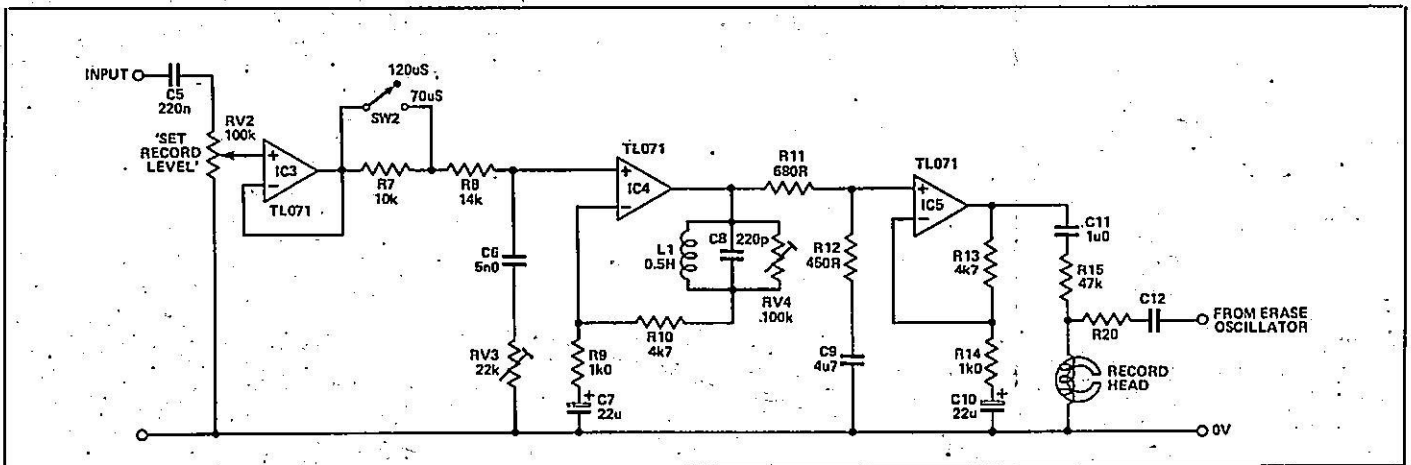 INPUT
C5
220n
RV2
100k
'SET
RECORD
LEVEL'
IC3
TL071
120uS
70uS
SW2
R7
10k
R8
14k
C6
5n0
RV3
22k
TL071
IC4
L1
0.5H
C8
220p
RV4
100k
R10
4k7
R9
1k0
C7
22u
R11
680R
R12
450R
C9
4u7
TL071
IC5
R13
4k7
R14
1k0
C10
22u
C11
1u0
R15
47k
R20
C12
FROM ERASE
OSCILLATOR
RECORD
HEAD
0V